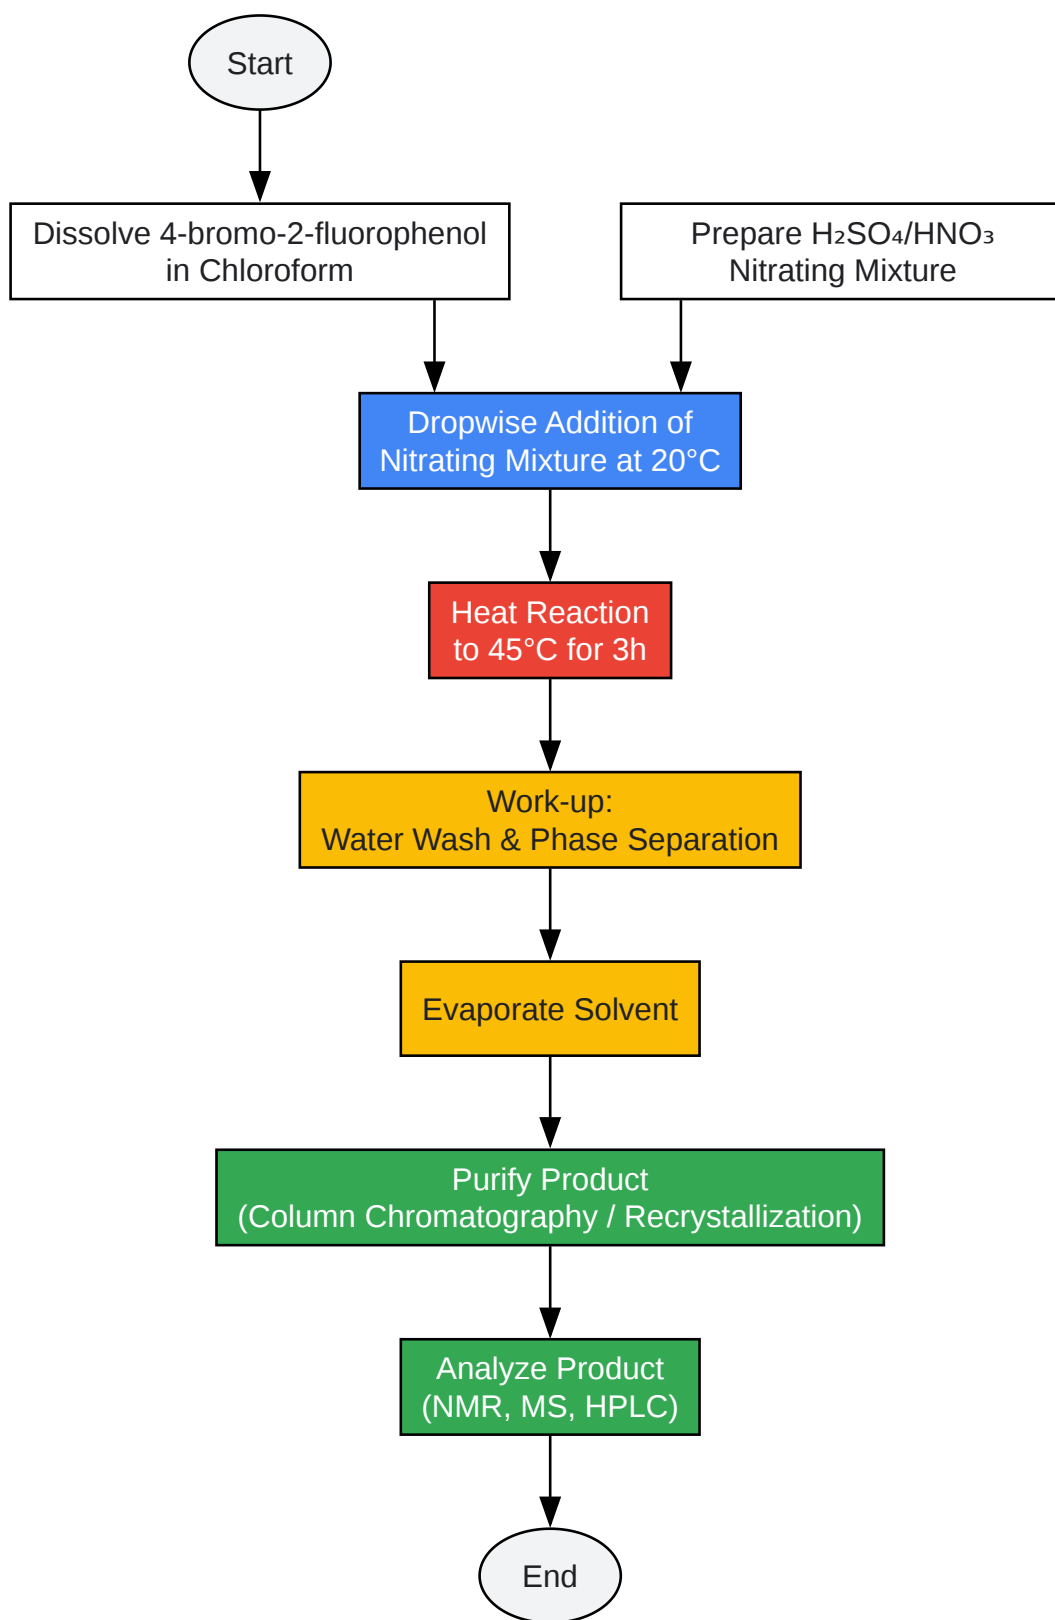 Start
Dissolve 4-bromo-2-fluorophenol
in Chloroform
Prepare H₂SO₄/HNO₃
Nitrating Mixture
Dropwise Addition of
Nitrating Mixture at 20°C
Heat Reaction
to 45°C for 3h
Work-up:
Water Wash & Phase Separation
Evaporate Solvent
Purify Product
(Column Chromatography / Recrystallization)
Analyze Product
(NMR, MS, HPLC)
End